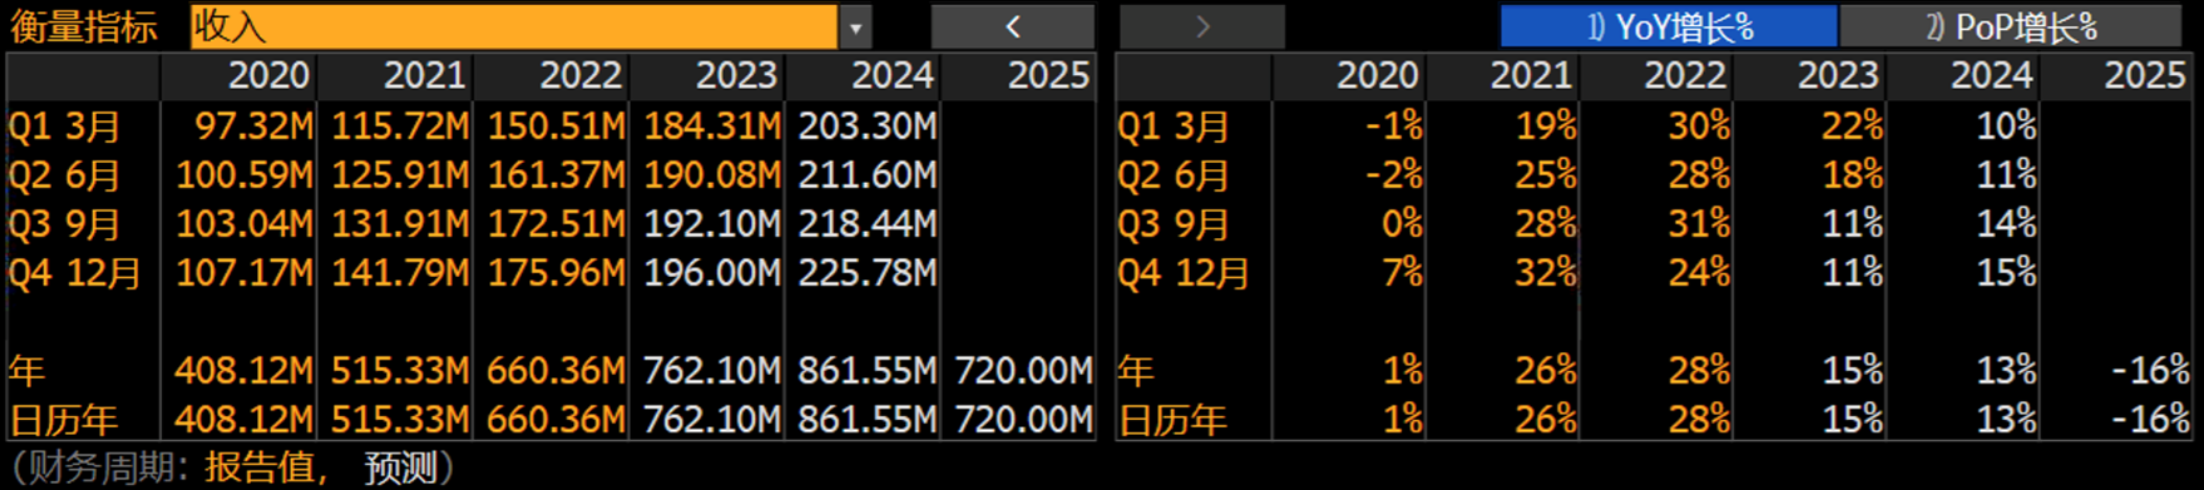 衡量指标 收入 < > 1) YoY增长% 2) PoP增长%
2020 2021 2022 2023 2024 2025 2020 2021 2022 2023 2024 2025
Q1 3月 97.32M 115.72M 150.51M 184.31M 203.30M Q1 3月 -1% 19% 30% 22% 10%
Q2 6月 100.59M 125.91M 161.37M 190.08M 211.60M Q2 6月 -2% 25% 28% 18% 11%
Q3 9月 103.04M 131.91M 172.51M 192.10M 218.44M Q3 9月 0% 28% 31% 11% 14%
Q4 12月 107.17M 141.79M 175.96M 196.00M 225.78M Q4 12月 7% 32% 24% 11% 15%
年 408.12M 515.33M 660.36M 762.10M 861.55M 720.00M 年 1% 26% 28% 15% 13% -16%
日历年 408.12M 515.33M 660.36M 762.10M 861.55M 720.00M 日历年 1% 26% 28% 15% 13% -16%
(财务周期: 报告值, 预测)